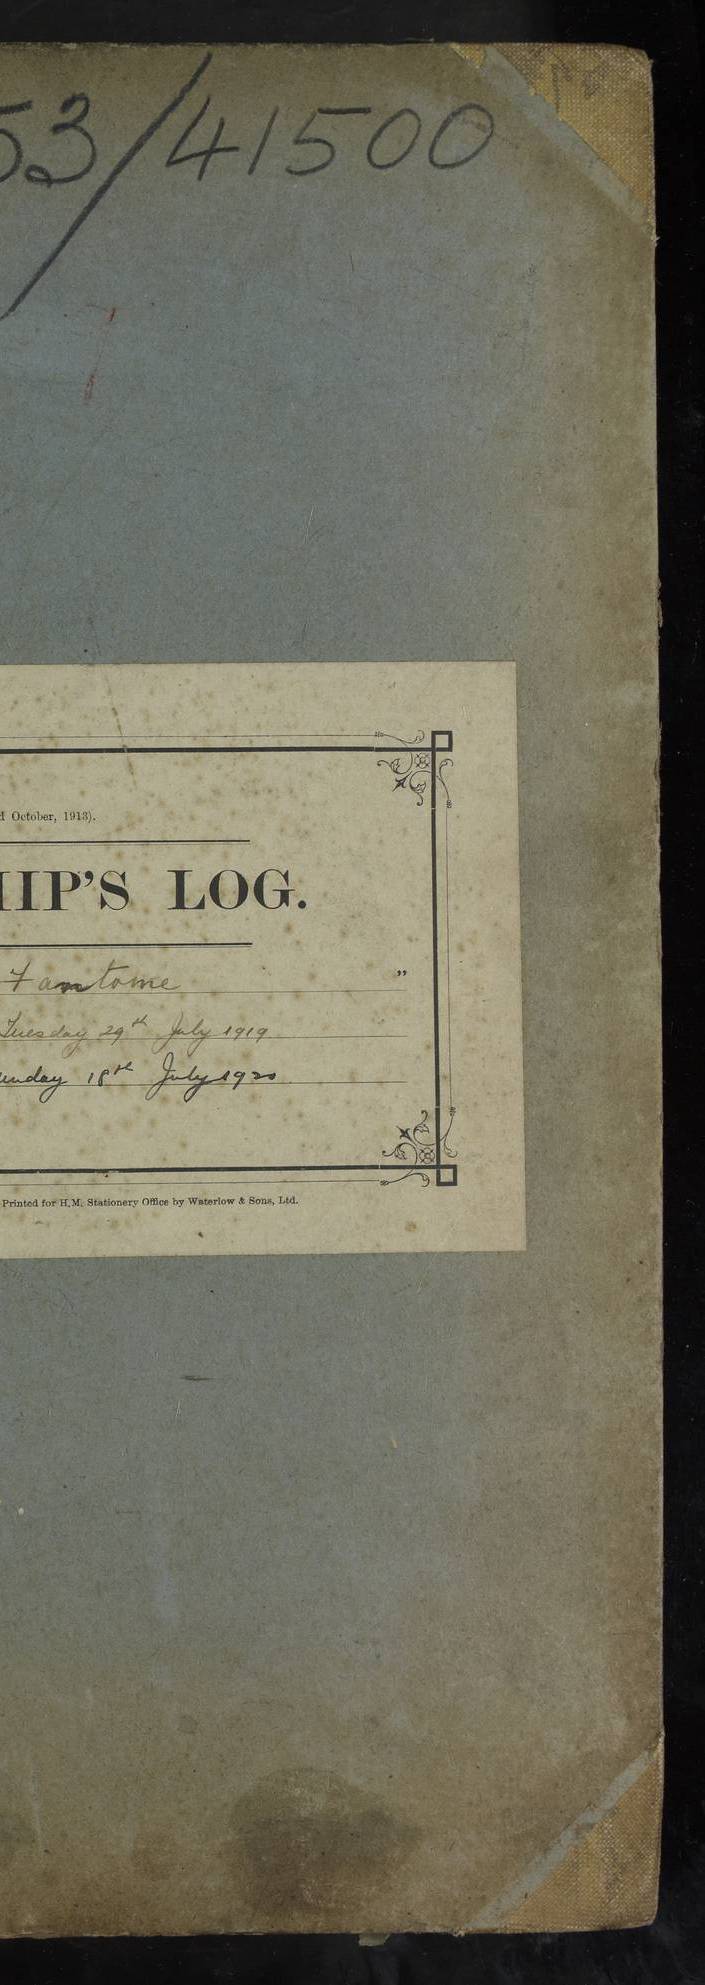 53/41500
d October, 1913).
HIP'S LOG.
Fantome "
Tuesday 29th July 1919
unday 18th July 1920
Printed for H.M. Stationery Office by Waterlow & Sons, Ltd.